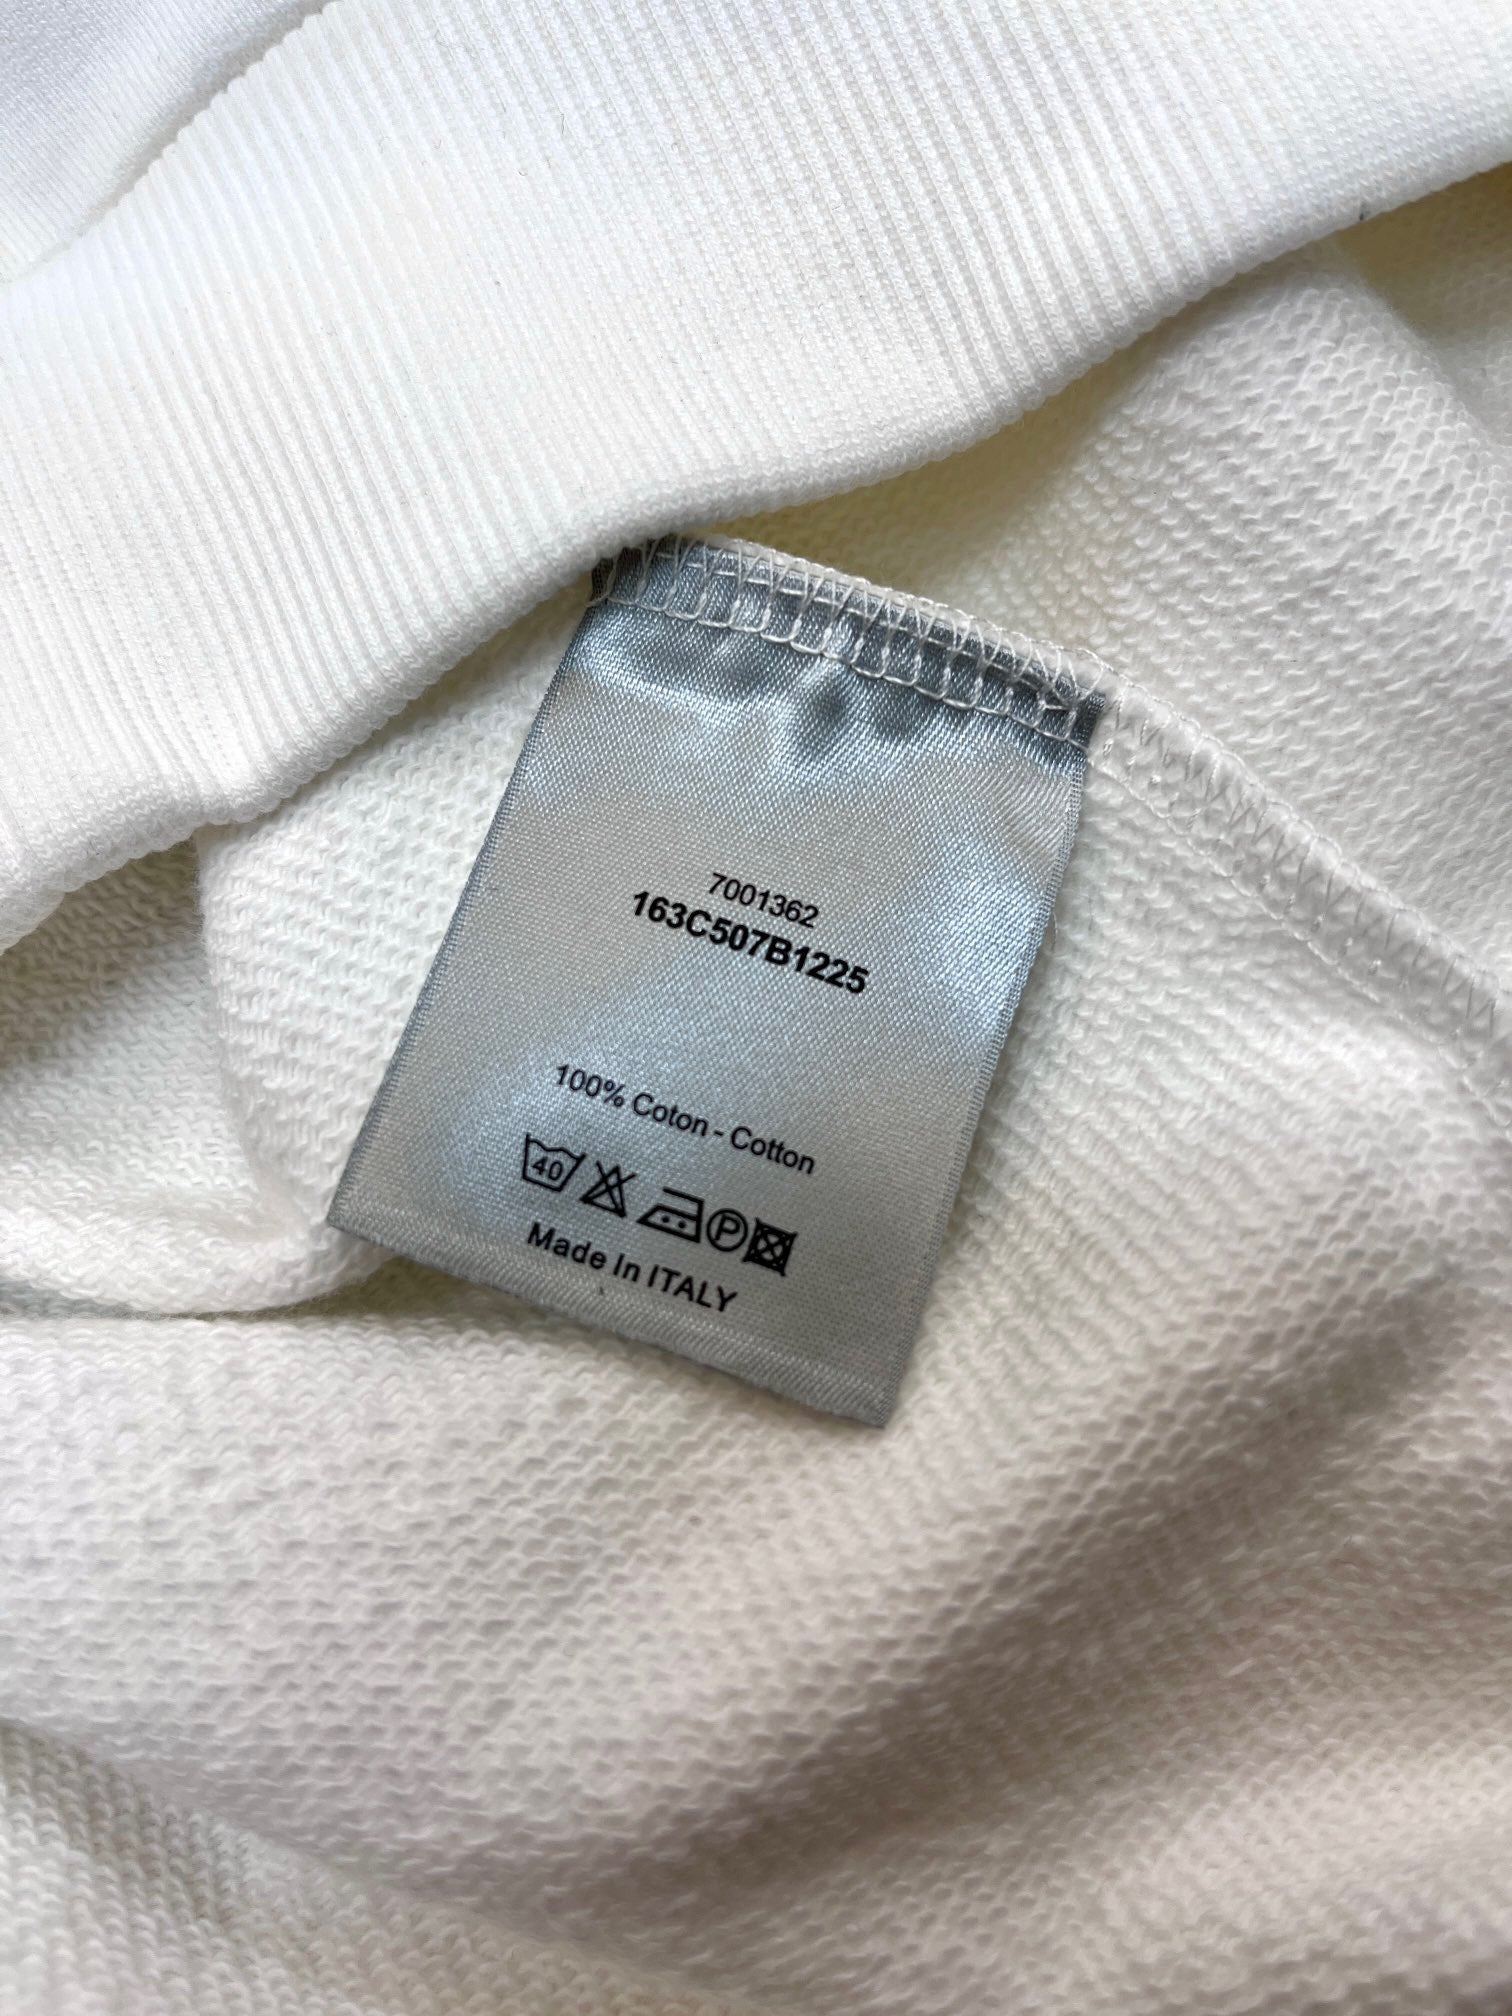 7001362
163C507B1225
100% Coton - Cotton
40
P
Made In ITALY